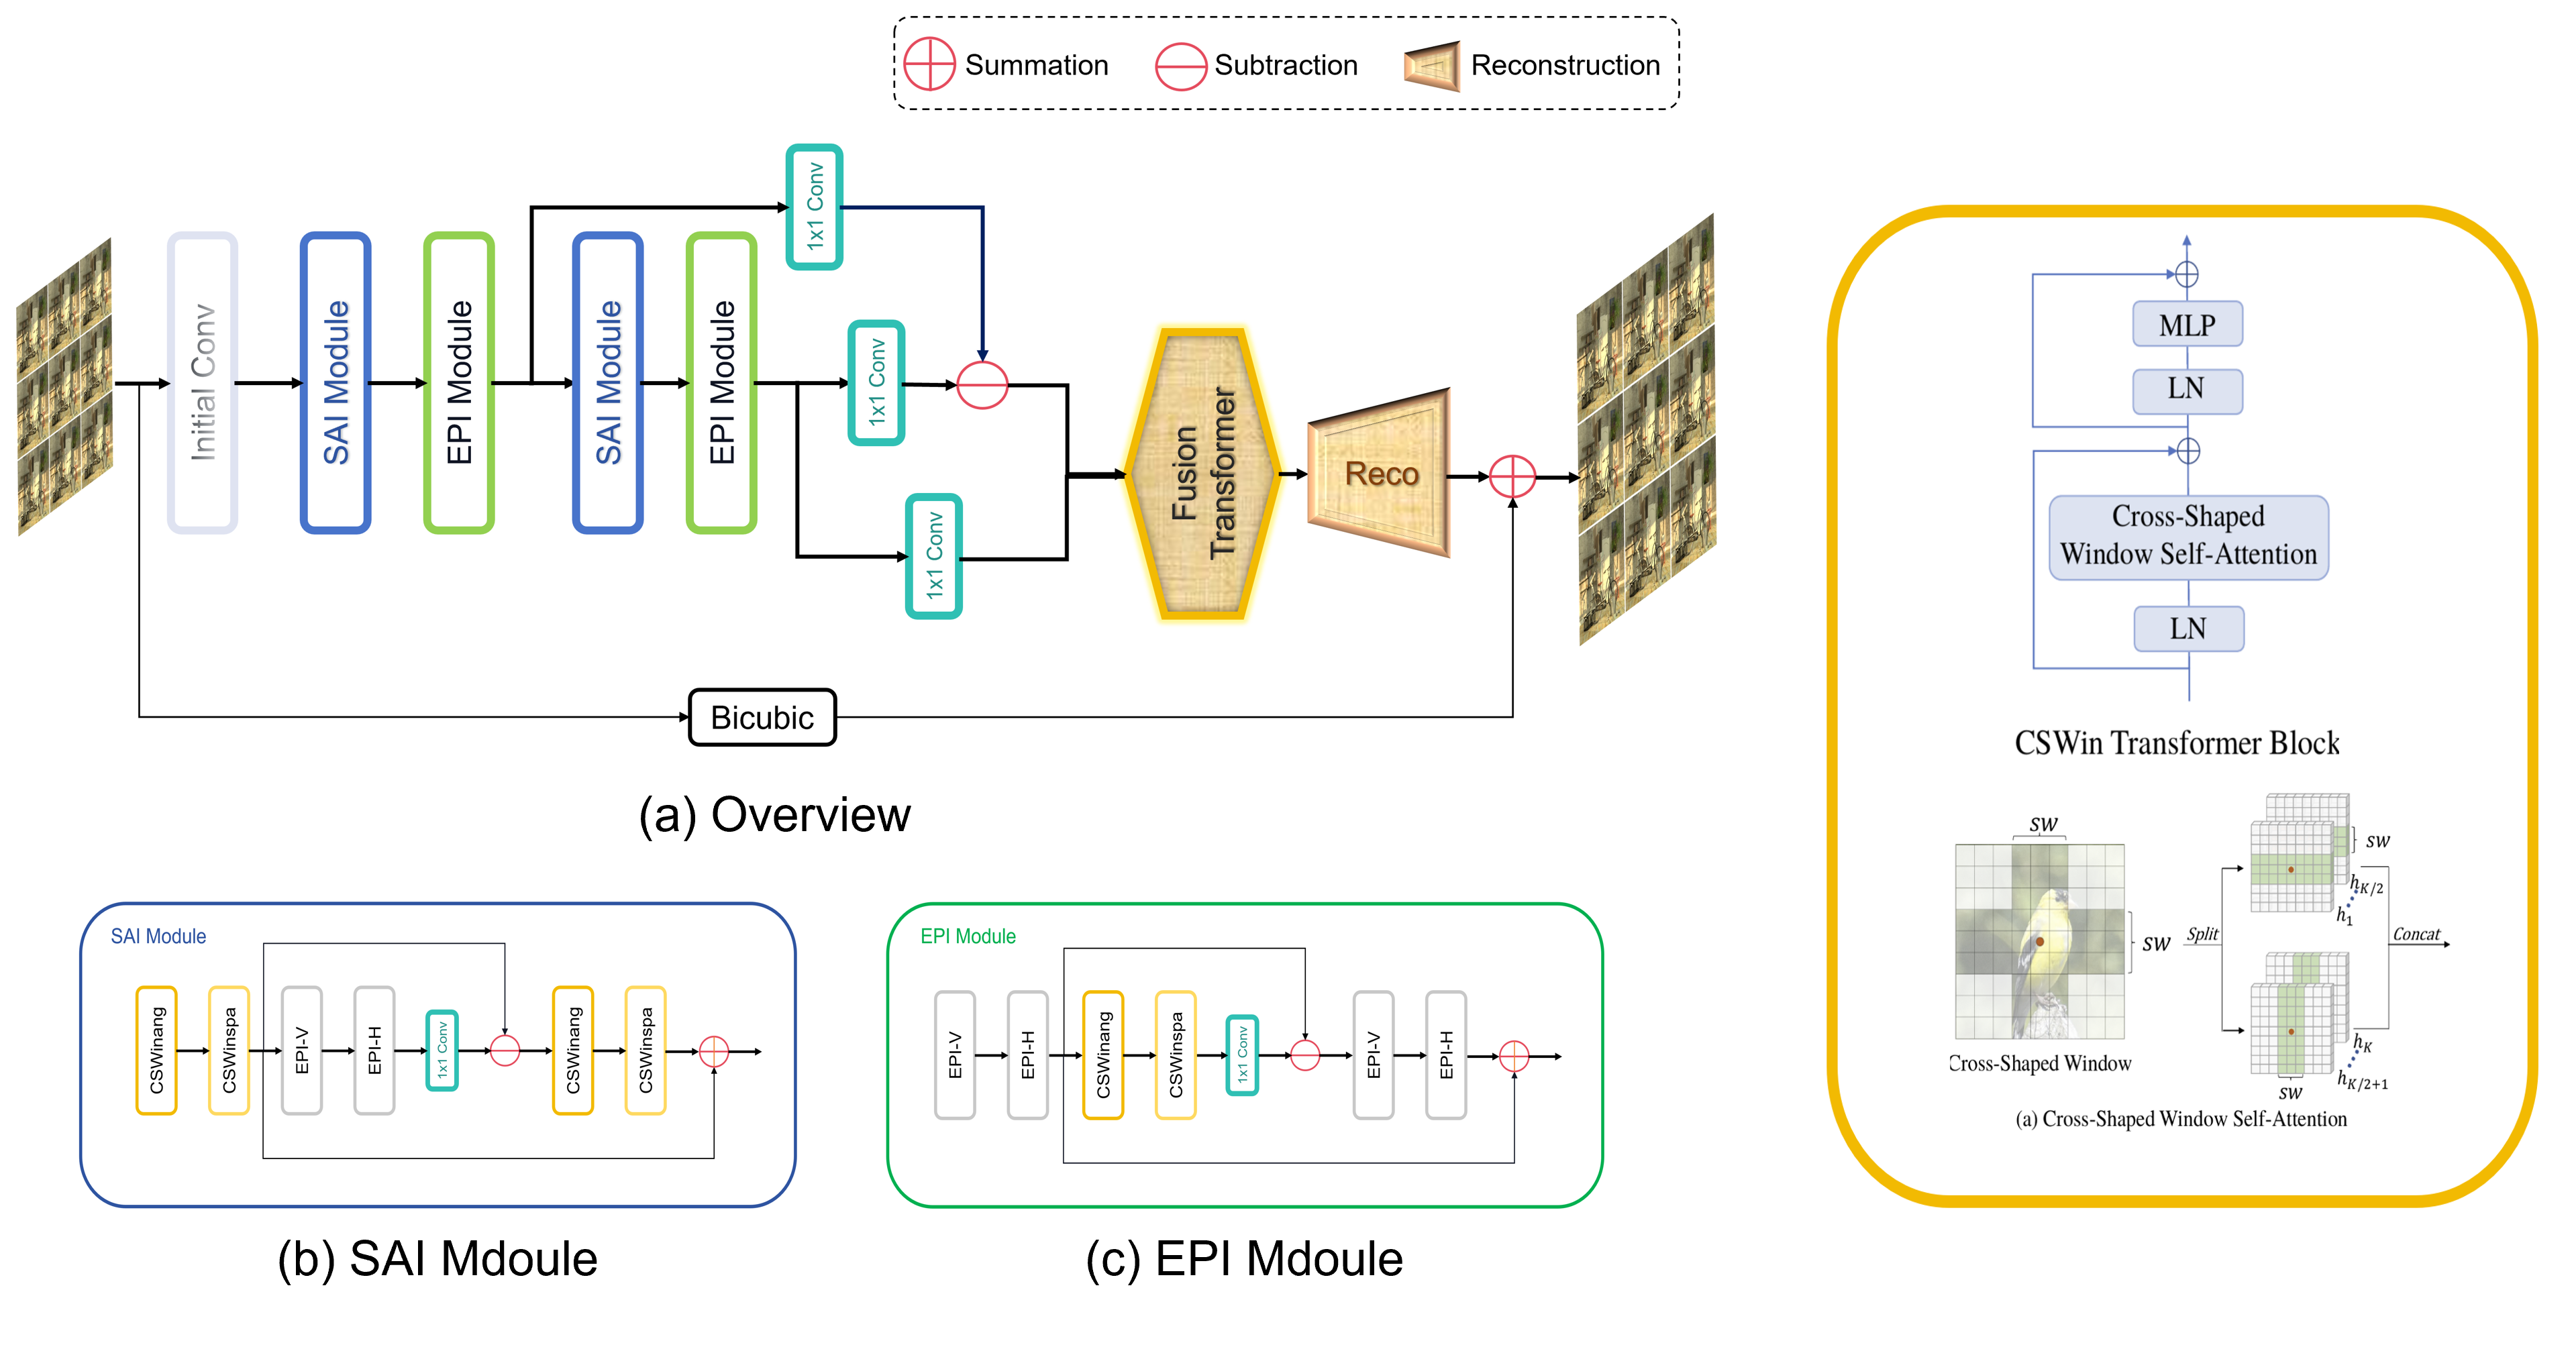 Summation
Subtraction
Reconstruction
Initial Conv
SAI Module
EPI Module
SAI Module
EPI Module
1x1 Conv
1x1 Conv
1x1 Conv
Fusion
Transformer
Reco
Bicubic
(a) Overview
SAI Module
CSWinang
CSWinspa
EPI-V
EPI-H
1x1 Conv
CSWinang
CSWinspa
(b) SAI Mdoule
EPI Module
EPI-V
EPI-H
CSWinang
CSWinspa
1x1 Conv
EPI-V
EPI-H
(c) EPI Mdoule
MLP
LN
Cross-Shaped
Window Self-Attention
LN
CSWin Transformer Block
sw
sw
Cross-Shaped Window
Split
sw
h_{K/2}
h_1
Concat
h_K
h_{K/2+1}
sw
(a) Cross-Shaped Window Self-Attention